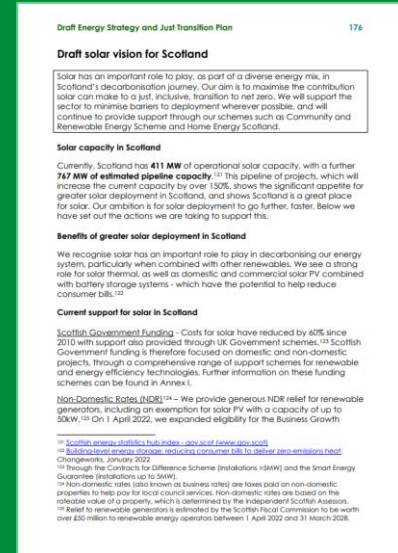 Draft Energy Strategy and Just Transition Plan 176
Draft solar vision for Scotland
Solar has an important role to play, as part of a diverse energy mix, in
Scotland's decarbonisation journey. Our aim is to maximise the contribution
solar can make to a just, inclusive, transition to net zero. We will support the
sector to minimise barriers to deployment wherever possible, and will
continue to provide support through our schemes such as Community and
Renewable Energy Scheme and Home Energy Scotland.
Solar capacity in Scotland
Currently, Scotland has 411 MW of operational solar capacity, with a further
767 MW of estimated pipeline capacity.121 This pipeline of projects, which will
increase the current capacity by over 150%, shows the significant appetite for
greater solar deployment in Scotland, and shows Scotland is a great place
for solar. Our ambition is for solar deployment to go further, faster. Below we
have set out the actions we are taking to support this.
Benefits of greater solar deployment in Scotland
We recognise solar has an important role to play in decarbonising our energy
system, particularly when combined with other renewables. We see a strong
role for solar thermal, as well as domestic and commercial solar PV combined
with battery storage systems - which have the potential to help reduce
consumer bills.122
Current support for solar in Scotland
Scottish Government Funding - Costs for solar have reduced by 60% since
2010 with support also provided through UK Government schemes.123 Scottish
Government funding is therefore focused on domestic and non-domestic
projects, through a comprehensive range of support schemes for renewable
and energy efficiency technologies. Further information on these funding
schemes can be found in Annex I.
Non-Domestic Rates (NDR)124 – We provide generous NDR relief for renewable
generators, including an exemption for solar PV with a capacity of up to
50kW.125 On 1 April 2022, we expanded eligibility for the Business Growth
121 Scottish energy statistics hub index - gov.scot (www.gov.scot)
122 Building-level energy storage: reducing consumer bills to deliver zero-emissions heat:
Changeworks, January 2022
123 Through the Contracts for Difference Scheme (installations >5MW) and the Smart Energy
Guarantee (installations up to 5MW).
124 Non-domestic rates (also known as business rates) are taxes paid on non-domestic
properties to help pay for local council services. Non-domestic rates are based on the
rateable value of a property, which is determined by the independent Scottish Assessors.
125 Relief to renewable generators is estimated by the Scottish Fiscal Commission to be worth
over £50 million to renewable energy operators between 1 April 2022 and 31 March 2028.